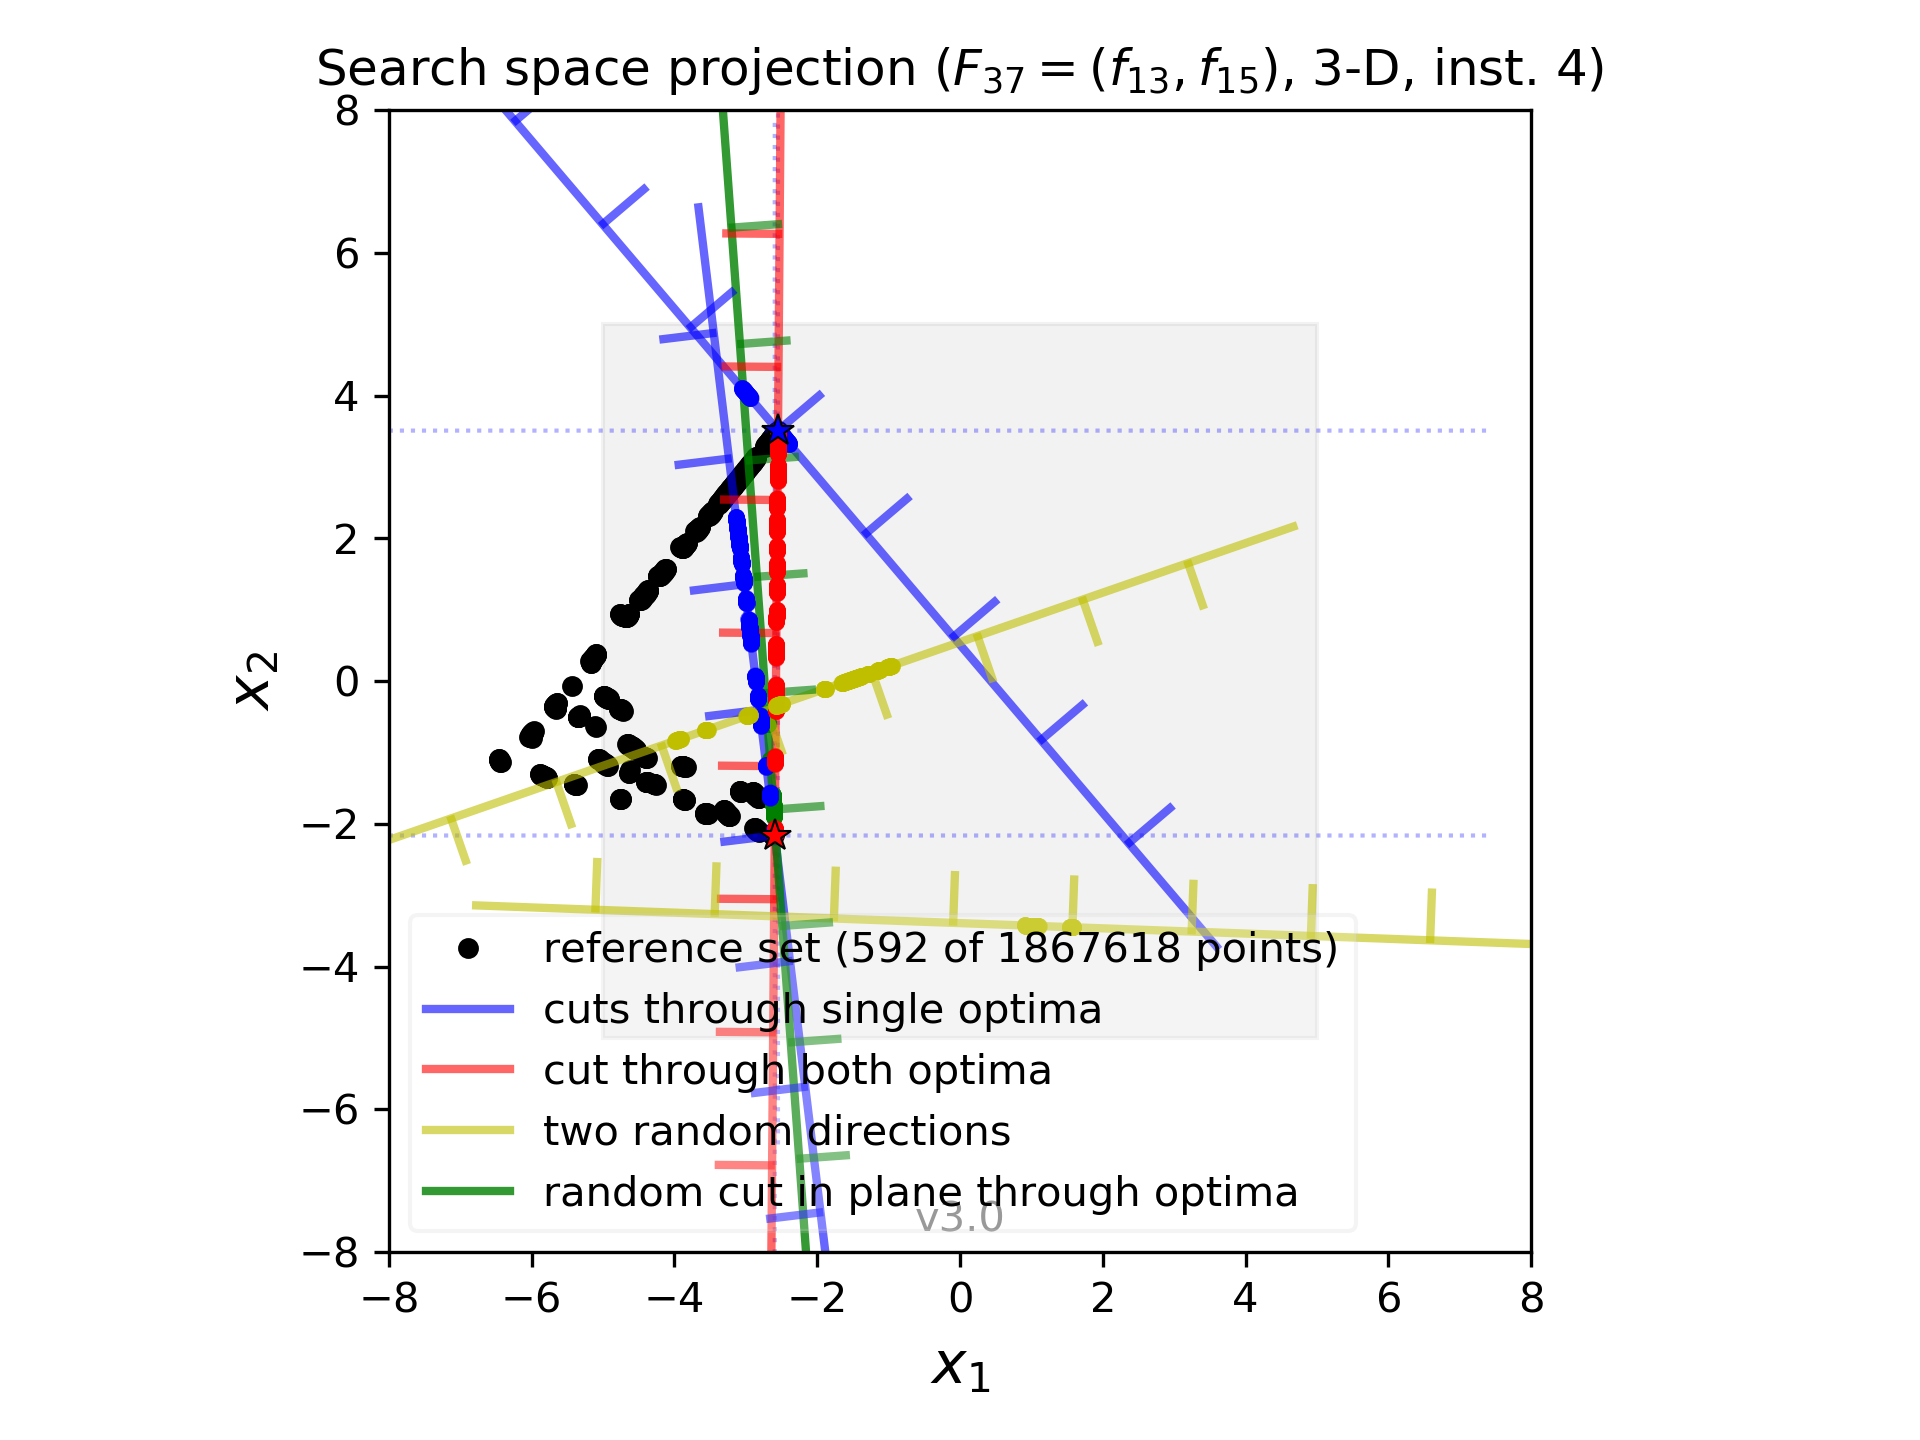 Search space projection (F37 = (f13, f15), 3-D, inst. 4)
8
6
4
2
0
−2
−4
−6
−8
x2
reference set (592 of 1867618 points)
cuts through single optima
cut through both optima
two random directions
random cut in plane through optima
v3.0
−8 −6 −4 −2 0 2 4 6 8
x1